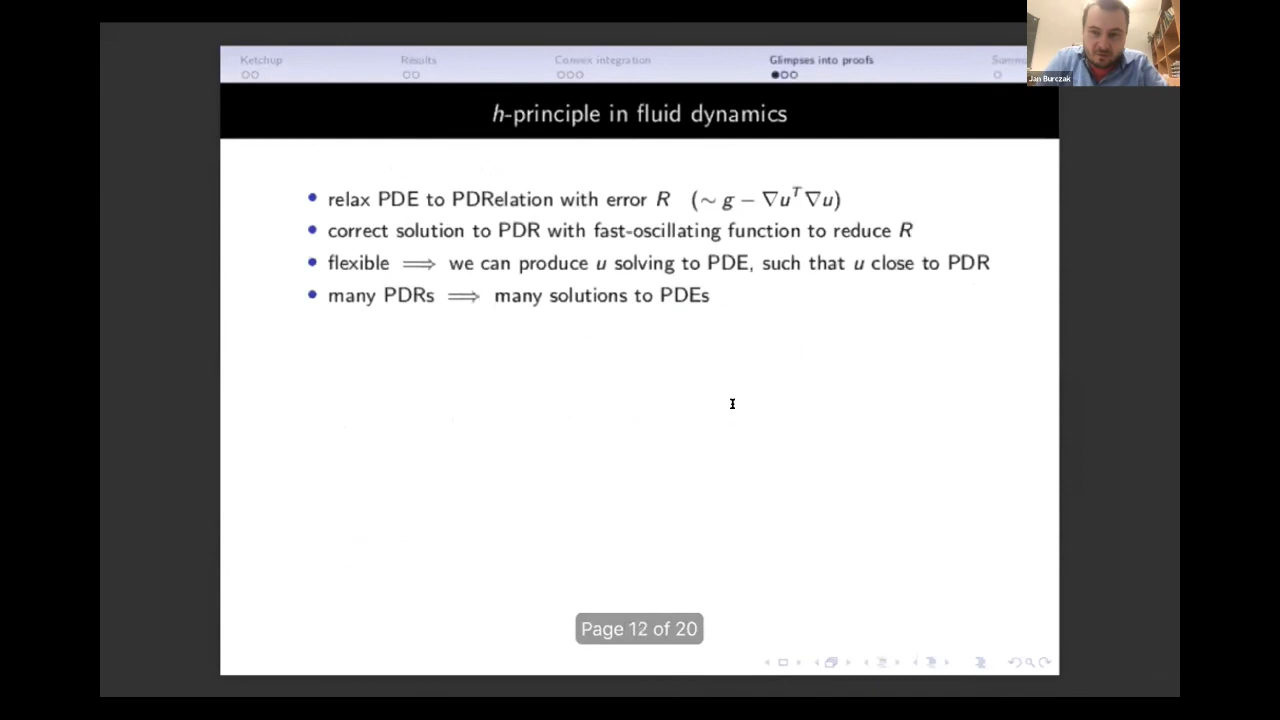 Ketchup Results Convex integration Glimpses into proofs
Jan Burczak
h-principle in fluid dynamics
• relax PDE to PDRelation with error R (∼ g − ∇uᵀ∇u)
• correct solution to PDR with fast-oscillating function to reduce R
• flexible ⟹ we can produce u solving to PDE, such that u close to PDR
• many PDRs ⟹ many solutions to PDEs
Page 12 of 20